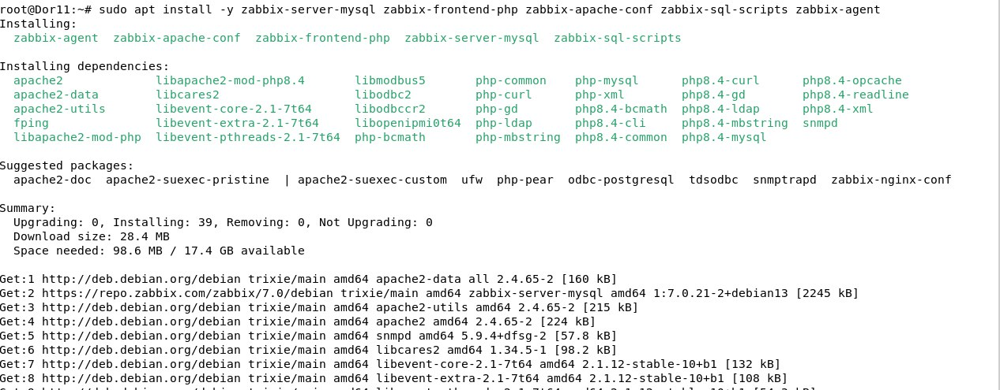 root@Dor11:~# sudo apt install -y zabbix-server-mysql zabbix-frontend-php zabbix-apache-conf zabbix-sql-scripts zabbix-agent
Installing:
  zabbix-agent  zabbix-apache-conf  zabbix-frontend-php  zabbix-server-mysql  zabbix-sql-scripts

Installing dependencies:
  apache2             libapache2-mod-php8.4       libmodbus5       php-common    php-mysql      php8.4-curl      php8.4-opcache
  apache2-data        libcares2                   libodbc2         php-curl      php-xml        php8.4-gd        php8.4-readline
  apache2-utils       libevent-core-2.1-7t64      libodbccr2       php-gd        php8.4-bcmath  php8.4-ldap      php8.4-xml
  fping               libevent-extra-2.1-7t64     libopenipmi0t64  php-ldap      php8.4-cli     php8.4-mbstring  snmpd
  libapache2-mod-php  libevent-pthreads-2.1-7t64  php-bcmath       php-mbstring  php8.4-common  php8.4-mysql

Suggested packages:
  apache2-doc  apache2-suexec-pristine  | apache2-suexec-custom  ufw  php-pear  odbc-postgresql  tdsodbc  snmptrapd  zabbix-nginx-conf

Summary:
  Upgrading: 0, Installing: 39, Removing: 0, Not Upgrading: 0
  Download size: 28.4 MB
  Space needed: 98.6 MB / 17.4 GB available

Get:1 http://deb.debian.org/debian trixie/main amd64 apache2-data all 2.4.65-2 [160 kB]
Get:2 https://repo.zabbix.com/zabbix/7.0/debian trixie/main amd64 zabbix-server-mysql amd64 1:7.0.21-2+debian13 [2245 kB]
Get:3 http://deb.debian.org/debian trixie/main amd64 apache2-utils amd64 2.4.65-2 [215 kB]
Get:4 http://deb.debian.org/debian trixie/main amd64 apache2 amd64 2.4.65-2 [224 kB]
Get:5 http://deb.debian.org/debian trixie/main amd64 snmpd amd64 5.9.4+dfsg-2 [57.8 kB]
Get:6 http://deb.debian.org/debian trixie/main amd64 libcares2 amd64 1.34.5-1 [98.2 kB]
Get:7 http://deb.debian.org/debian trixie/main amd64 libevent-core-2.1-7t64 amd64 2.1.12-stable-10+b1 [132 kB]
Get:8 http://deb.debian.org/debian trixie/main amd64 libevent-extra-2.1-7t64 amd64 2.1.12-stable-10+b1 [108 kB]